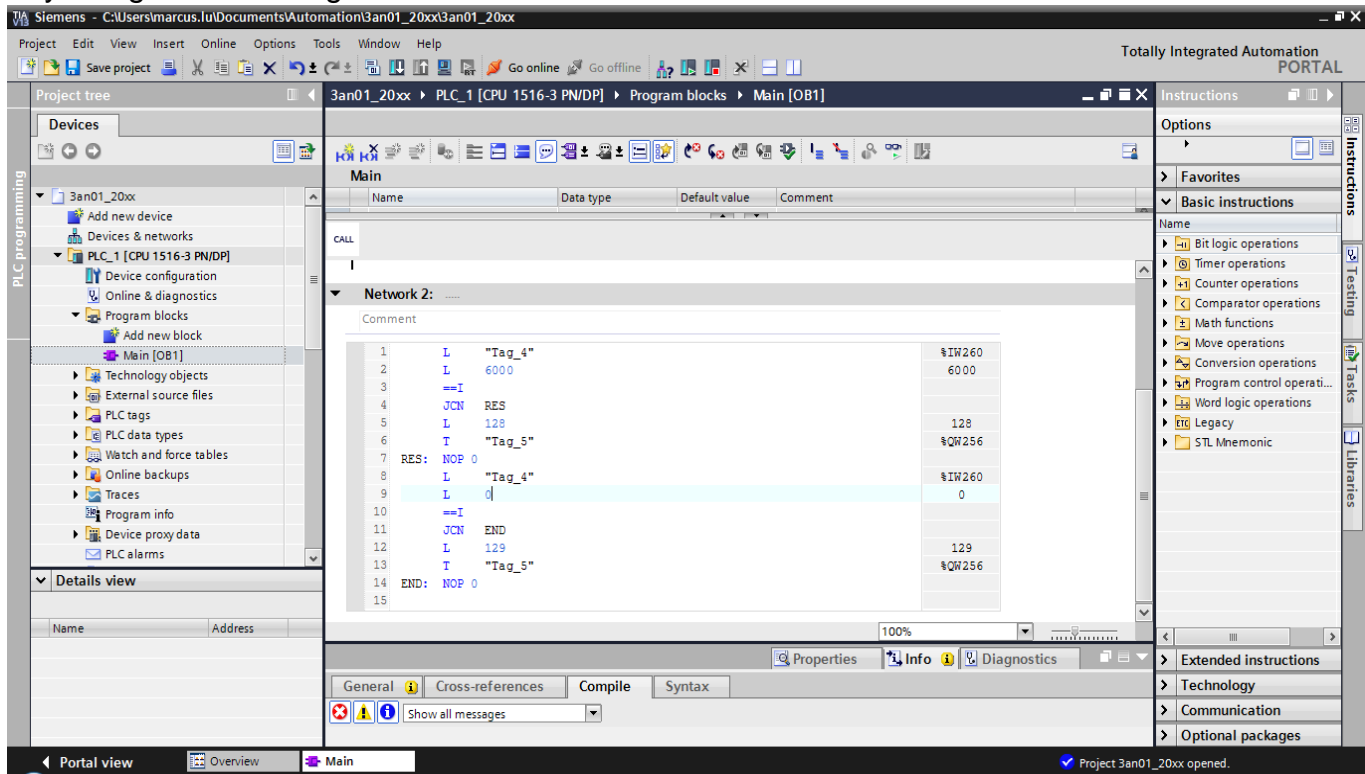 Siemens - C:\Users\marcus.lu\Documents\Automation\3an01_20xx\3an01_20xx
Project Edit View Insert Online Options Tools Window Help
Totally Integrated Automation
PORTAL
Save project
Go online
Go offline
Project tree
3an01_20xx PLC_1 [CPU 1516-3 PN/DP] Program blocks Main [OB1]
Instructions
Devices
Options
PLC programming
3an01_20xx
Add new device
Devices & networks
PLC_1 [CPU 1516-3 PN/DP]
Device configuration
Online & diagnostics
Program blocks
Add new block
Main [OB1]
Technology objects
External source files
PLC tags
PLC data types
Watch and force tables
Online backups
Traces
Program info
Device proxy data
PLC alarms
Details view
Name Address
Main
Name Data type Default value Comment
CALL
Network 2: .....
Comment
1 L "Tag_4" %IW260
2 L 6000 6000
3 ==I
4 JCN RES
5 L 128 128
6 T "Tag_5" %QW256
7 RES: NOP 0
8 L "Tag_4" %IW260
9 L 0 0
10 ==I
11 JCN END
12 L 129 129
13 T "Tag_5" %QW256
14 END: NOP 0
15
100%
Properties Info Diagnostics
General Cross-references Compile Syntax
Show all messages
Favorites
Basic instructions
Name
Bit logic operations
Timer operations
Counter operations
Comparator operations
Math functions
Move operations
Conversion operations
Program control operati...
Word logic operations
Legacy
STL Mnemonic
Extended instructions
Technology
Communication
Optional packages
Instructions
Testing
Tasks
Libraries
Portal view Overview Main
Project 3an01_20xx opened.